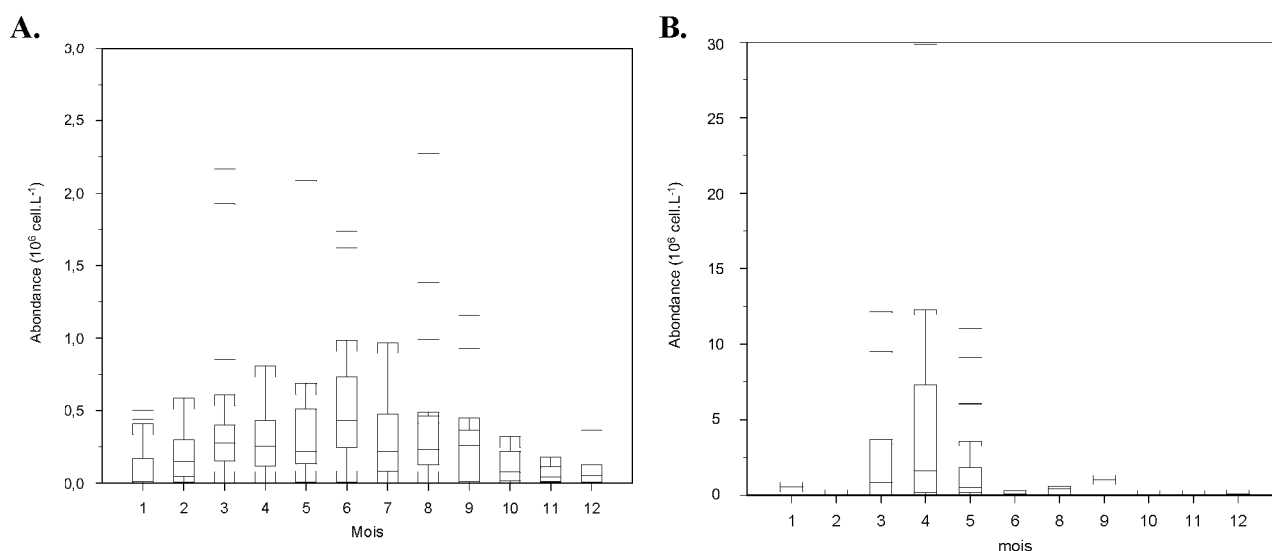 A.
3,0
2,5
2,0
1,5
1,0
0,5
0,0
Abondance (10⁶ cell.L⁻¹)
1 2 3 4 5 6 7 8 9 10 11 12
Mois
B.
30
25
20
15
10
5
0
Abondance (10⁶ cell.L⁻¹)
1 2 3 4 5 6 8 9 10 11 12
mois